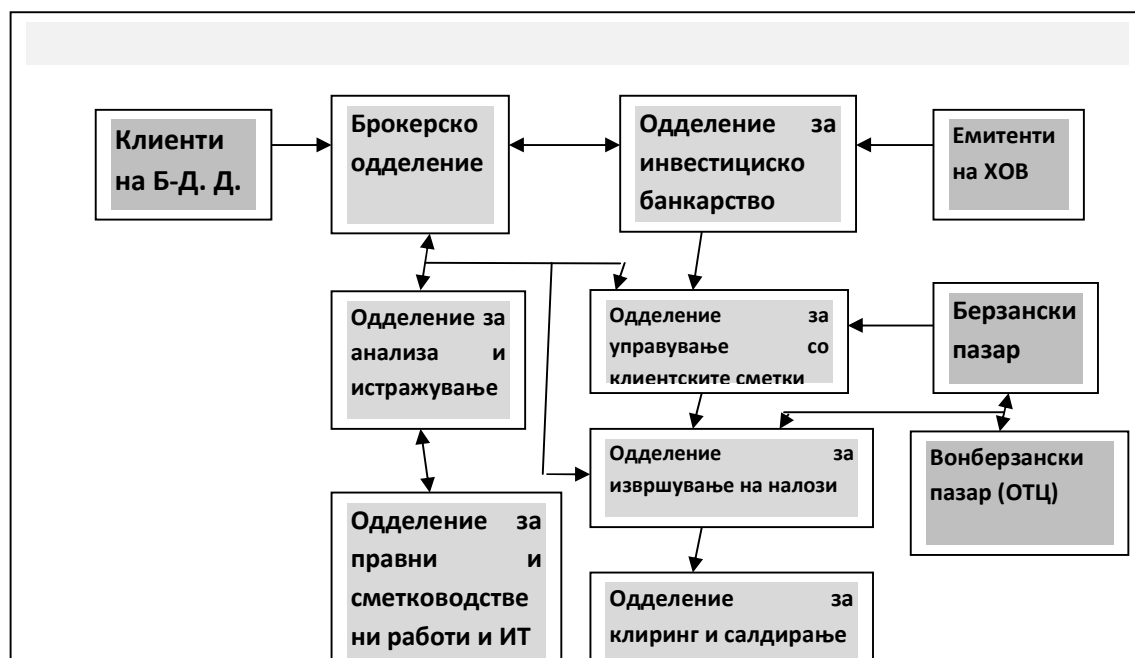 Клиенти
на Б-Д. Д.
Брокерско
одделение
Одделение за
инвестициско
банкарство
Емитенти
на ХОВ
Одделение за
анализа и
истражување
Одделение за
управување со
клиентските сметки
Берзански
пазар
Одделение за
извршување на налози
Вонберзански
пазар (ОТЦ)
Одделение за
правни и
сметководстве
ни работи и ИТ
Одделение за
клиринг и салдирање